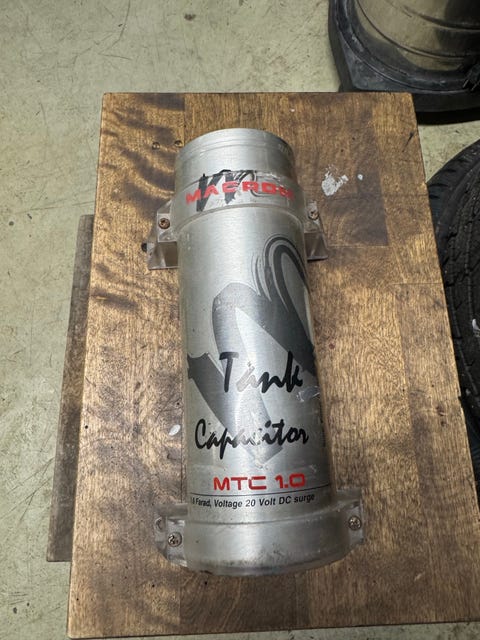 MACROM
Tank
Capacitor
MTC 1.0
Farad, Voltage 20 Volt DC surge